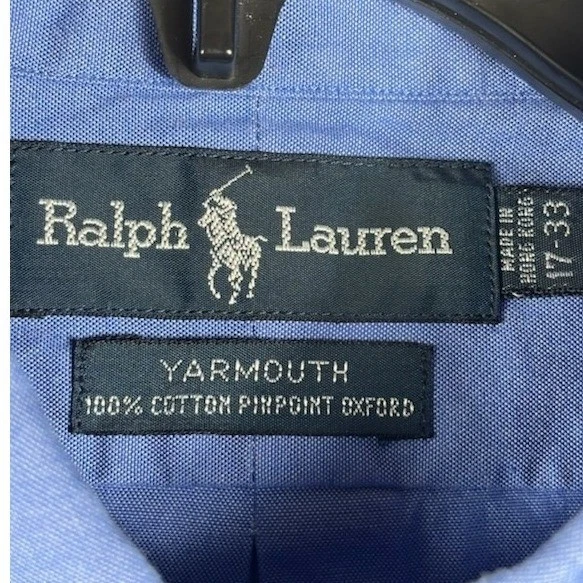 Ralph Lauren
MADE IN
HONG KONG
17-33
YARMOUTH
100% COTTON PINPOINT OXFORD